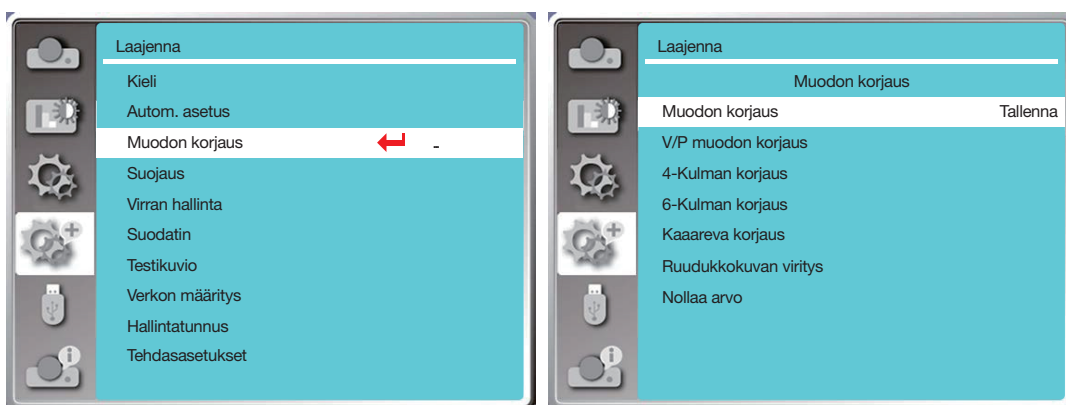 Laajenna
Kieli
Autom. asetus
Muodon korjaus -
Suojaus
Virran hallinta
Suodatin
Testikuvio
Verkon määritys
Hallintatunnus
Tehdasasetukset
Laajenna
Muodon korjaus
Muodon korjaus Tallenna
V/P muodon korjaus
4-Kulman korjaus
6-Kulman korjaus
Kaaareva korjaus
Ruudukkokuvan viritys
Nollaa arvo